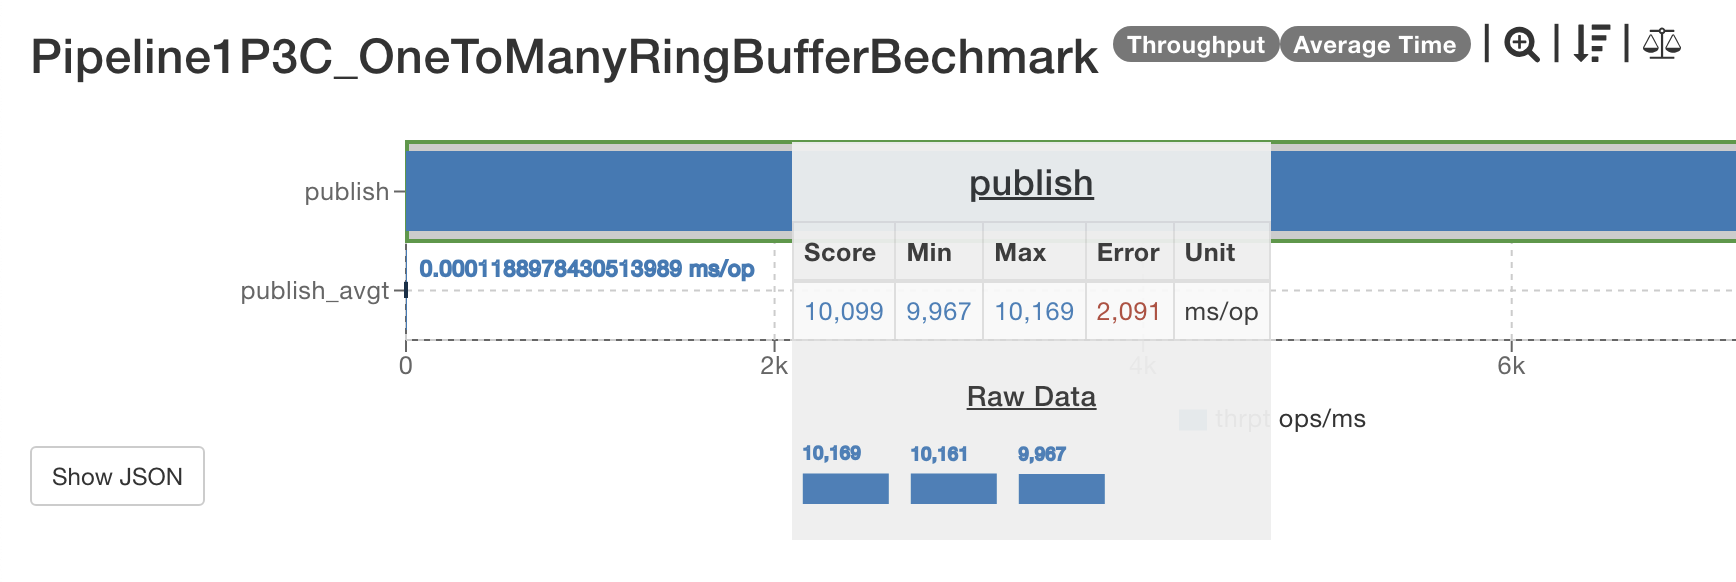 Pipeline1P3C_OneToManyRingBufferBechmark Throughput Average Time
publish
publish
Score Min Max Error Unit
0.0001188978430513989 ms/op
publish_avgt
10,099 9,967 10,169 2,091 ms/op
0 2k 4k 6k
Raw Data
thrpt ops/ms
10,169 10,161 9,967
Show JSON